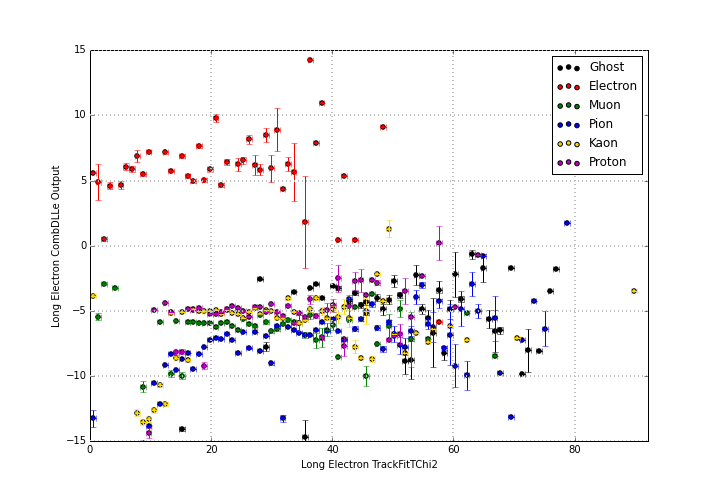 15
10
5
0
−5
−10
−15
0
20
40
60
80
Long Electron CombDLLe Output
Long Electron TrackFitTChi2
Ghost
Electron
Muon
Pion
Kaon
Proton